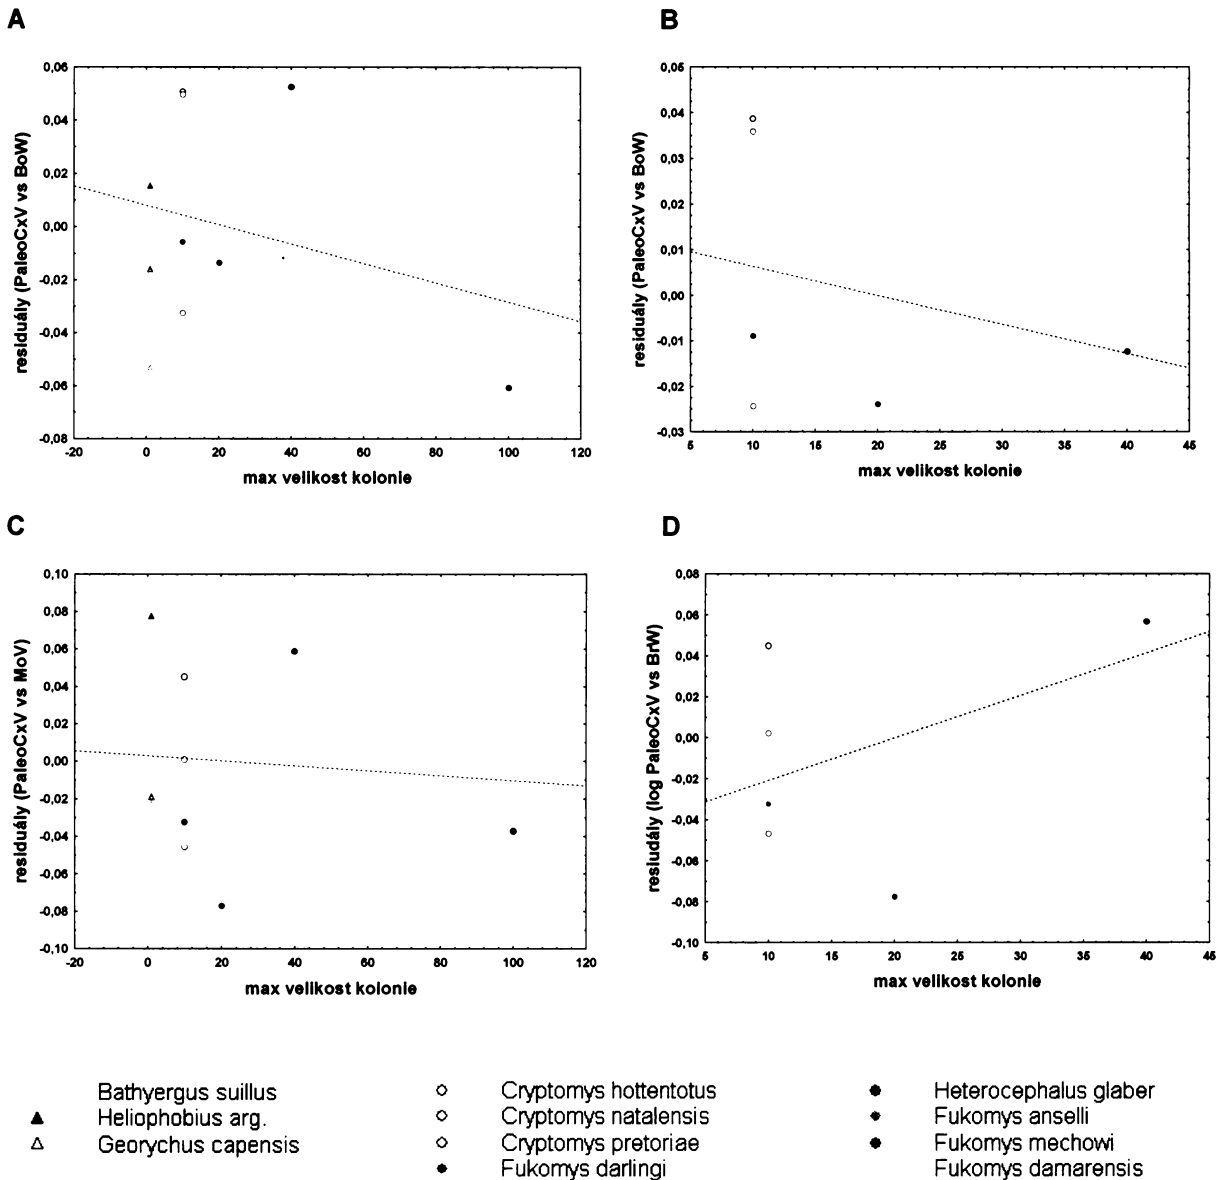 A
0,06
0,04
0,02
0,00
-0,02
-0,04
-0,06
-0,08
-20 0 20 40 60 80 100 120
residuály (PaleoCxV vs BoW)
max velikost kolonie
B
0,05
0,04
0,03
0,01
0,00
-0,01
-0,02
-0,03
5 10 15 20 25 30 35 40 45
residuály (PaleoCxV vs BoW)
max velikost kolonie
C
0,10
0,08
0,06
0,04
0,02
0,00
-0,02
-0,04
-0,06
-0,08
-0,10
-20 0 20 40 60 80 100 120
residuály (PaleoCxV vs MoV)
max velikost kolonie
D
0,08
0,06
0,04
0,02
0,00
-0,02
-0,04
-0,06
-0,08
-0,10
5 10 15 20 25 30 35 40 45
resiudály (log PaleoCxV vs BrW)
max velikost kolonie
Bathyergus suillus
Heliophobius arg.
Georychus capensis
Cryptomys hottentotus
Cryptomys natalensis
Cryptomys pretoriae
Fukomys darlingi
Heterocephalus glaber
Fukomys anselli
Fukomys mechowi
Fukomys damarensis